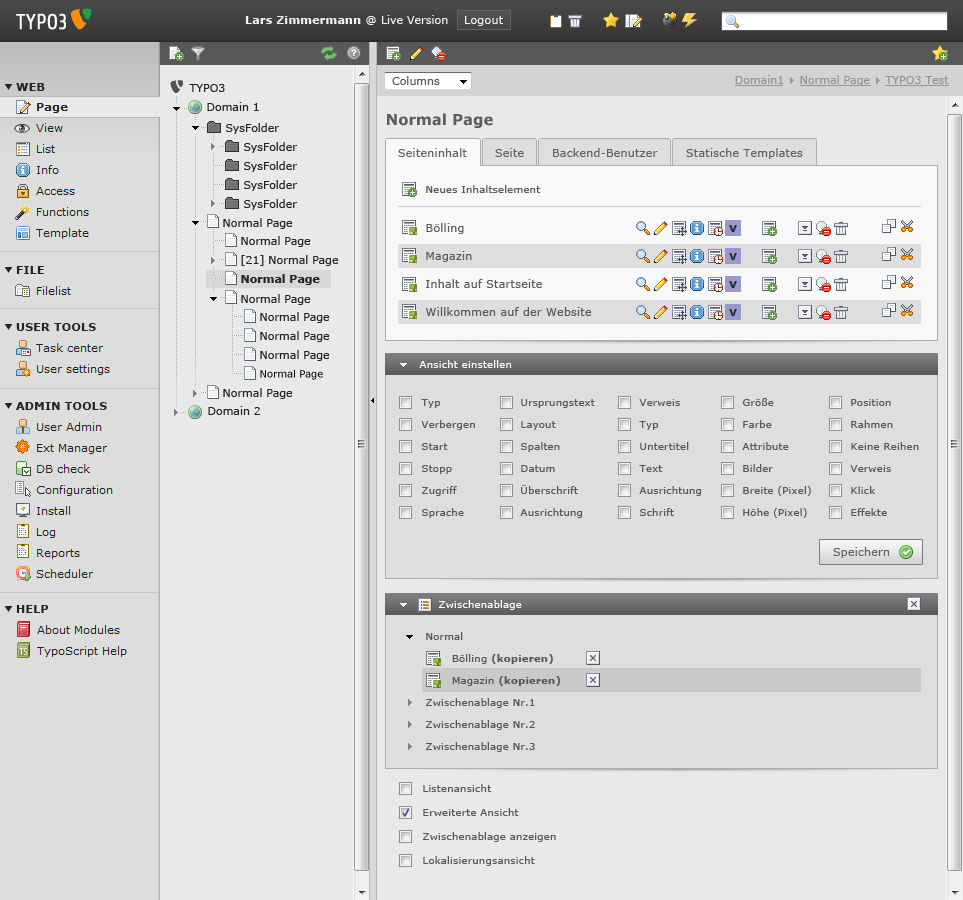 TYPO3
Lars Zimmermann @ Live Version Logout
WEB
Page
View
List
Info
Access
Functions
Template
FILE
Filelist
USER TOOLS
Task center
User settings
ADMIN TOOLS
User Admin
Ext Manager
DB check
Configuration
Install
Log
Reports
Scheduler
HELP
About Modules
TypoScript Help
TYPO3
Domain 1
SysFolder
SysFolder
SysFolder
SysFolder
SysFolder
Normal Page
Normal Page
[21] Normal Page
Normal Page
Normal Page
Normal Page
Normal Page
Normal Page
Normal Page
Normal Page
Domain 2
Columns
Domain1 Normal Page TYPO3 Test
Normal Page
Seiteninhalt Seite Backend-Benutzer Statische Templates
Neues Inhaltselement
Bölling V
Magazin V
Inhalt auf Startseite V
Willkommen auf der Website V
Ansicht einstellen
Typ Ursprungstext Verweis Größe Position
Verbergen Layout Typ Farbe Rahmen
Start Spalten Untertitel Attribute Keine Reihen
Stopp Datum Text Bilder Verweis
Zugriff Überschrift Ausrichtung Breite (Pixel) Klick
Sprache Ausrichtung Schrift Höhe (Pixel) Effekte
Speichern
Zwischenablage
Normal
Bölling (kopieren)
Magazin (kopieren)
Zwischenablage Nr.1
Zwischenablage Nr.2
Zwischenablage Nr.3
Listenansicht
Erweiterte Ansicht
Zwischenablage anzeigen
Lokalisierungsansicht